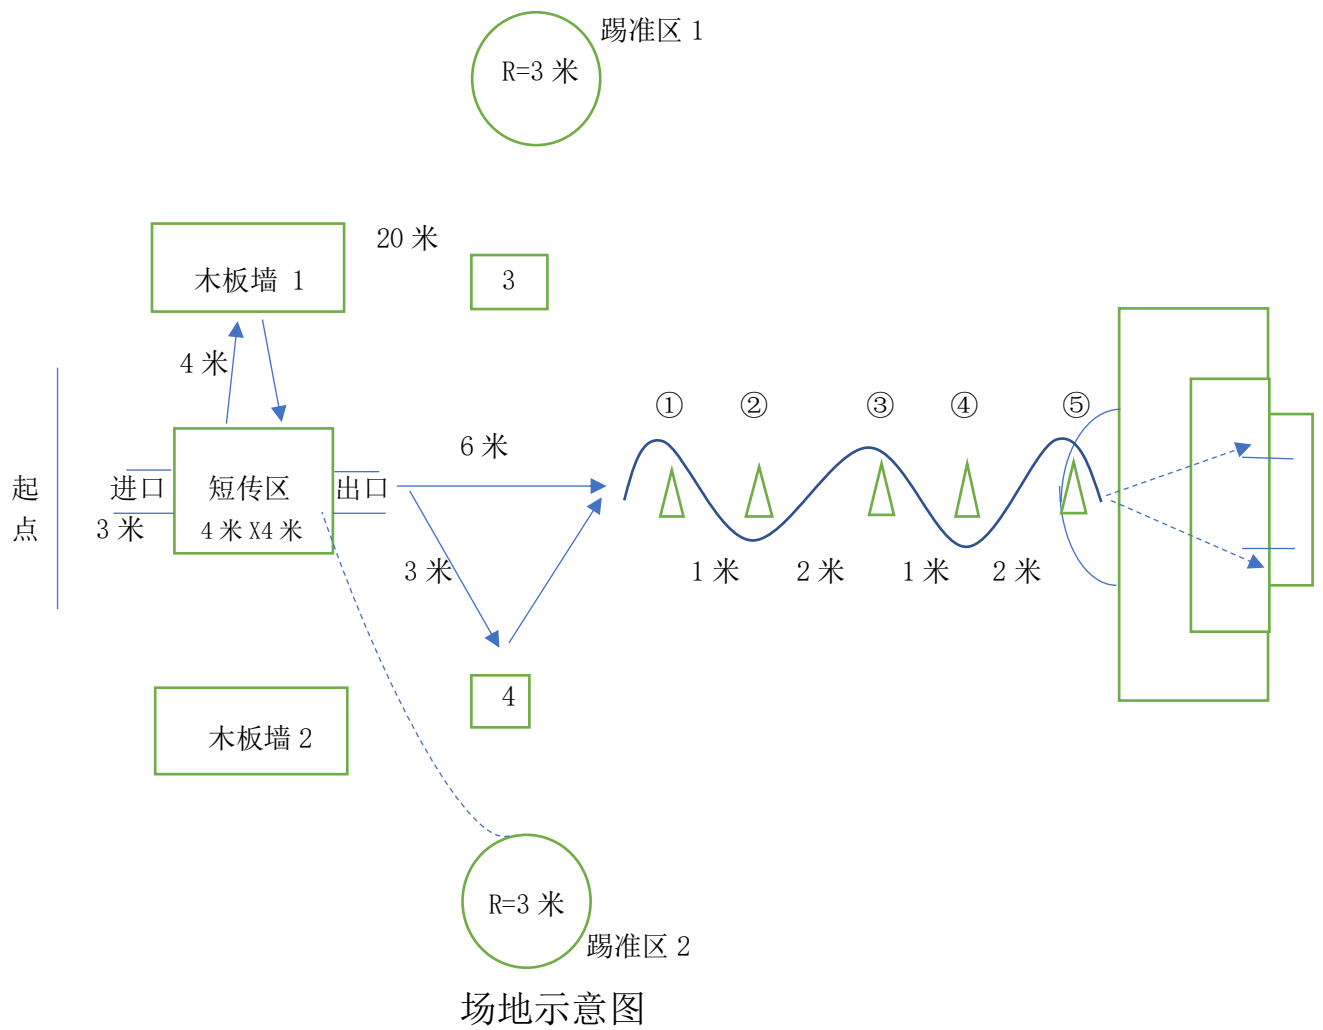 踢准区 1
R=3 米
20 米
木板墙 1
3
4 米
① ② ③ ④ ⑤
6 米
起
点
进口
短传区
出口
3 米
4 米 X4 米
3 米
1 米
2 米
1 米
2 米
4
木板墙 2
R=3 米
踢准区 2
场地示意图